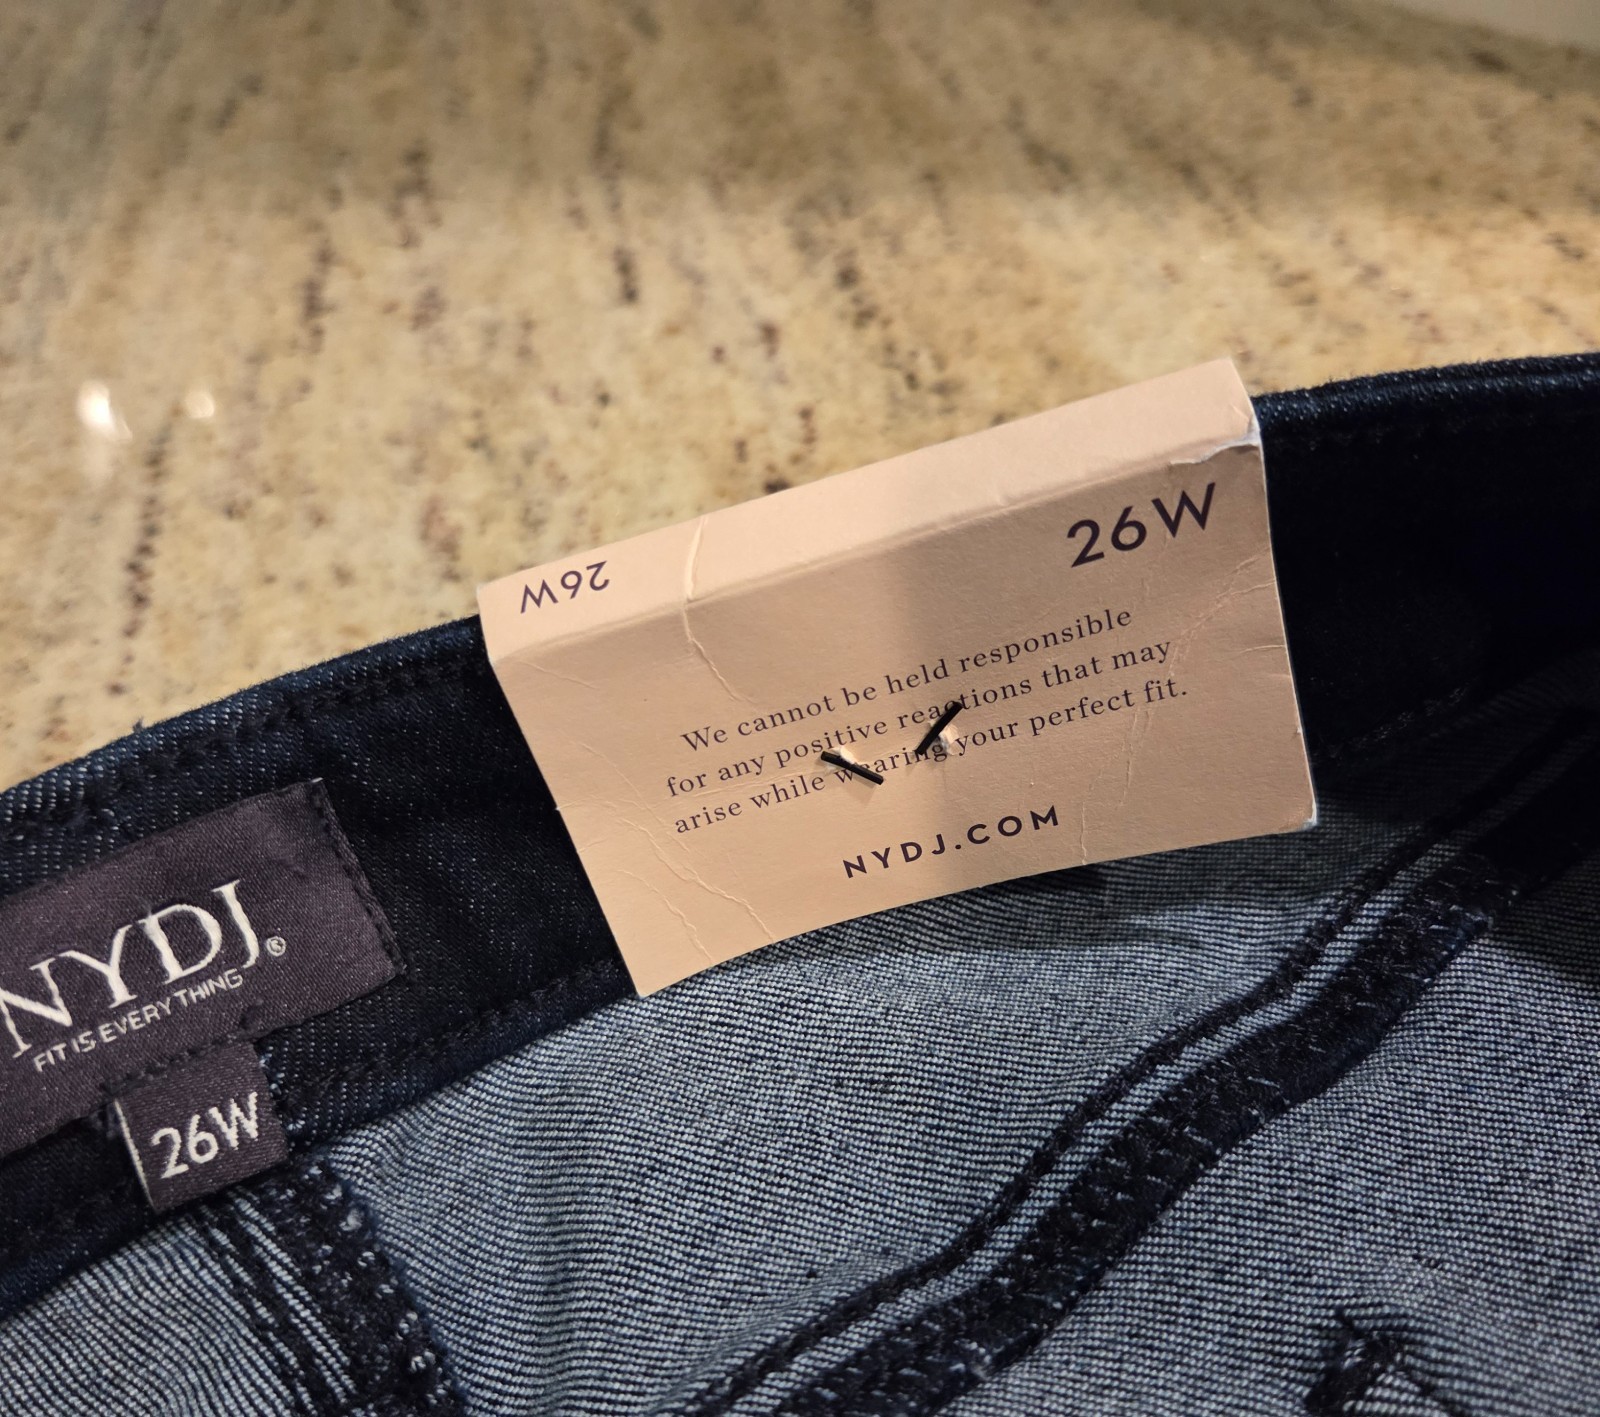 26W
26W
We cannot be held responsible
for any positive reactions that may
arise while wearing your perfect fit.
NYDJ.COM
NYDJ®
FIT IS EVERYTHING
26W